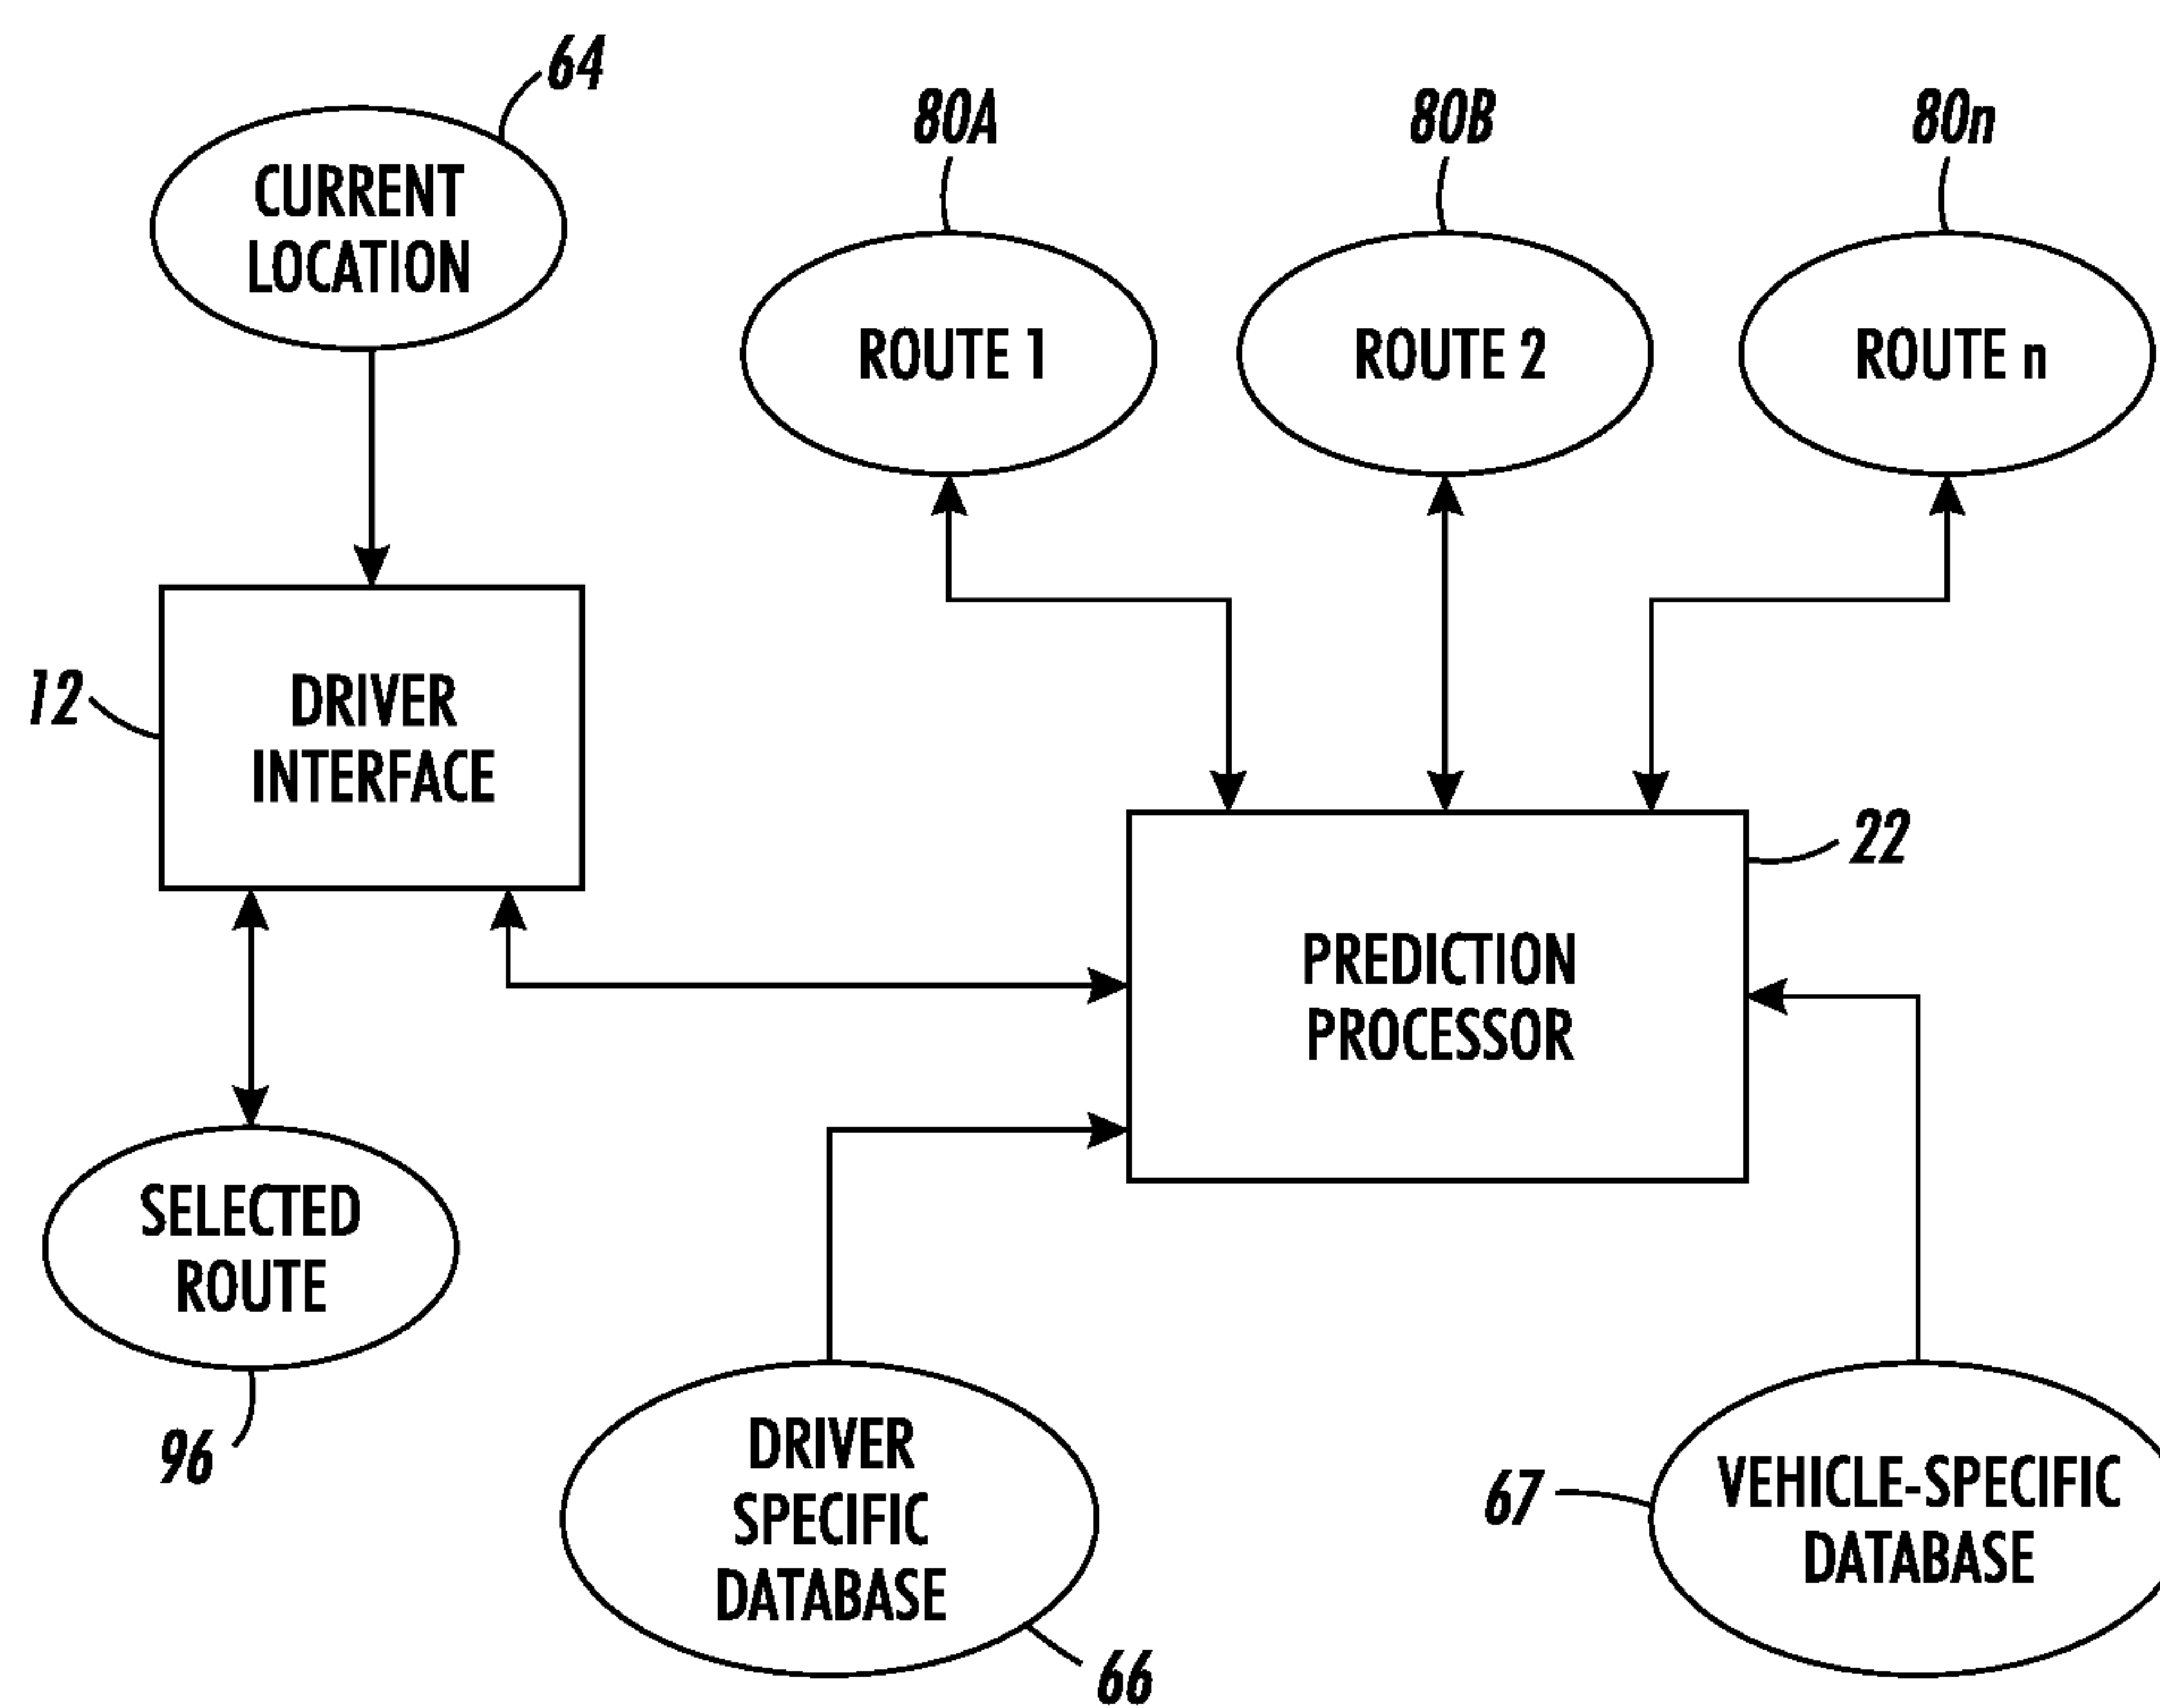 64
CURRENT
LOCATION
80A
80B
80n
ROUTE 1
ROUTE 2
ROUTE n
12
DRIVER
INTERFACE
22
PREDICTION
PROCESSOR
SELECTED
ROUTE
96
DRIVER
SPECIFIC
DATABASE
66
67
VEHICLE-SPECIFIC
DATABASE